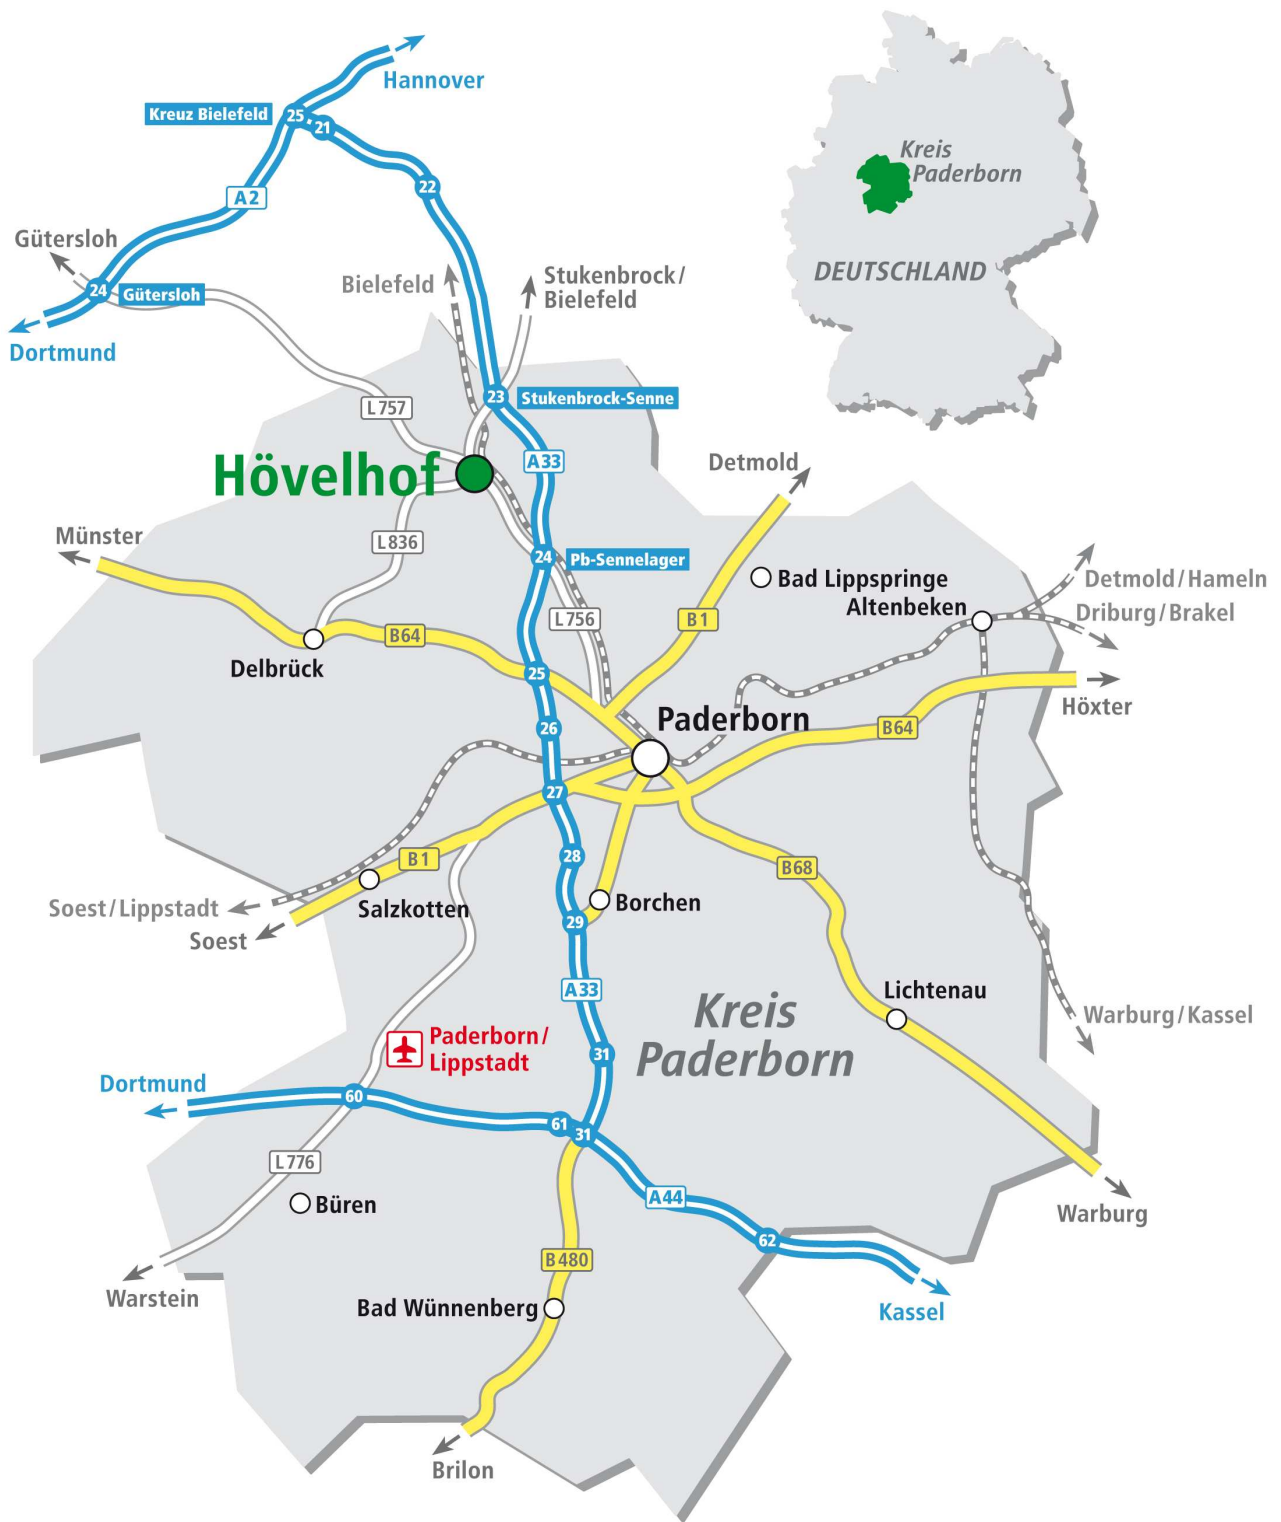 Hannover
Kreuz Bielefeld
25
21
A2
22
Gütersloh
24
Gütersloh
Dortmund
Bielefeld
Stukenbrock/
Bielefeld
Kreis
Paderborn
DEUTSCHLAND
23
Stukenbrock-Senne
L757
Hövelhof
A33
Detmold
Münster
L836
24
Pb-Sennelager
Bad Lippspringe
Altenbeken
Detmold/Hameln
Driburg/Brakel
L756
B1
B64
Delbrück
25
26
Paderborn
B64
Höxter
27
28
B1
B68
Salzkotten
Borchen
29
Soest/Lippstadt
Soest
A33
Kreis
Paderborn
Lichtenau
Warburg/Kassel
Paderborn/
Lippstadt
31
Dortmund
60
61
31
L776
A44
Büren
Warburg
62
B480
Warstein
Bad Wünnenberg
Kassel
Brilon